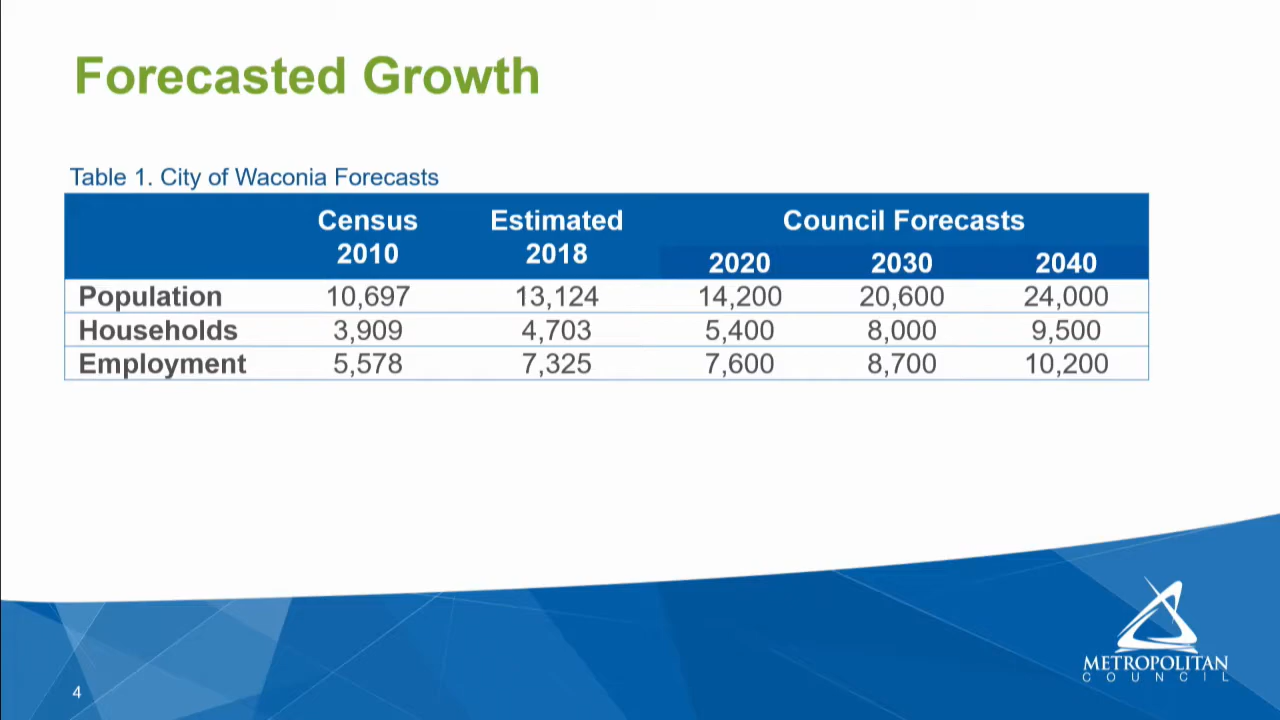 Forecasted Growth
Table 1. City of Waconia Forecasts
Census 2010 Estimated 2018 Council Forecasts
2020 2030 2040
Population 10,697 13,124 14,200 20,600 24,000
Households 3,909 4,703 5,400 8,000 9,500
Employment 5,578 7,325 7,600 8,700 10,200
METROPOLITAN
COUNCIL
4